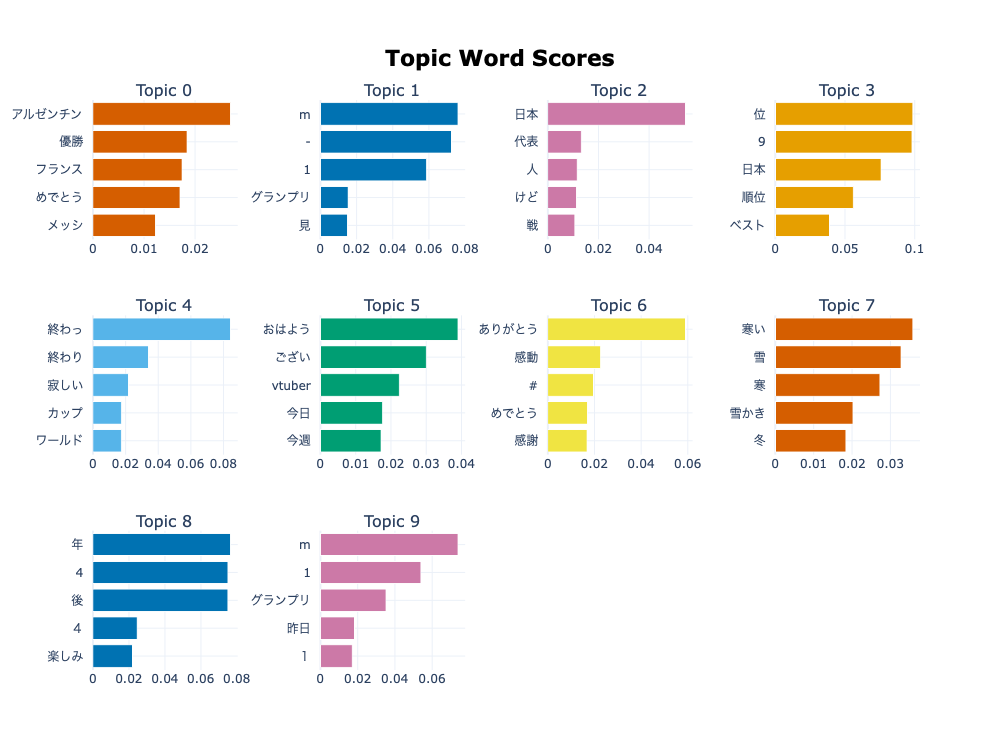 Topic Word Scores
Topic 0
アルゼンチン
優勝
フランス
めでとう
メッシ
0 0.01 0.02
Topic 1
m
-
1
グランプリ
見
0 0.02 0.04 0.06 0.08
Topic 2
日本
代表
人
けど
戦
0 0.02 0.04
Topic 3
位
9
日本
順位
ベスト
0 0.05 0.1
Topic 4
終わっ
終わり
寂しい
カップ
ワールド
0 0.02 0.04 0.06 0.08
Topic 5
おはよう
ござい
vtuber
今日
今週
0 0.01 0.02 0.03 0.04
Topic 6
ありがとう
感動
#
めでとう
感謝
0 0.02 0.04 0.06
Topic 7
寒い
雪
寒
雪かき
冬
0 0.01 0.02 0.03
Topic 8
年
4
後
４
楽しみ
0 0.02 0.04 0.06 0.08
Topic 9
m
1
グランプリ
昨日
１
0 0.02 0.04 0.06